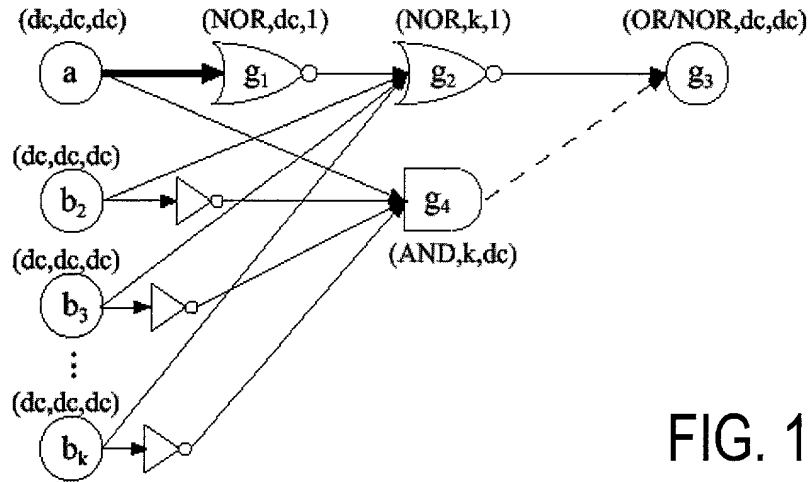 (dc,dc,dc) (NOR,dc,1) (NOR,k,1) (OR/NOR,dc,dc)
a g1 g2 g3
(dc,dc,dc)
b2 g4
(dc,dc,dc) (AND,k,dc)
b3
⋮
(dc,dc,dc)
bk
FIG. 1